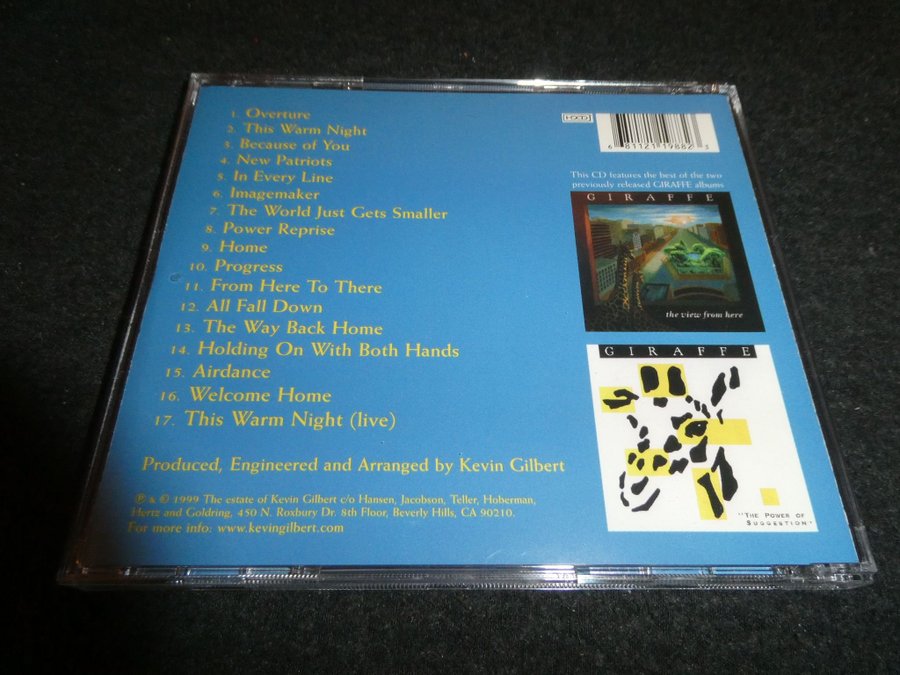 1. Overture
2. This Warm Night
3. Because of You
4. New Patriots
5. In Every Line
6. Imagemaker
7. The World Just Gets Smaller
8. Power Reprise
9. Home
10. Progress
11. From Here To There
12. All Fall Down
13. The Way Back Home
14. Holding On With Both Hands
15. Airdance
16. Welcome Home
17. This Warm Night (live)
Produced, Engineered and Arranged by Kevin Gilbert
℗ & © 1999 The estate of Kevin Gilbert c/o Hansen, Jacobson, Teller, Hoberman,
Hertz and Goldring, 450 N. Roxbury Dr. 8th Floor, Beverly Hills, CA 90210.
For more info: www.kevingilbert.com
HDCD
6 81121 19882 3
This CD features the best of the two
previously released GIRAFFE albums
GIRAFFE
the view from here
GIRAFFE
"THE POWER OF
SUGGESTION"